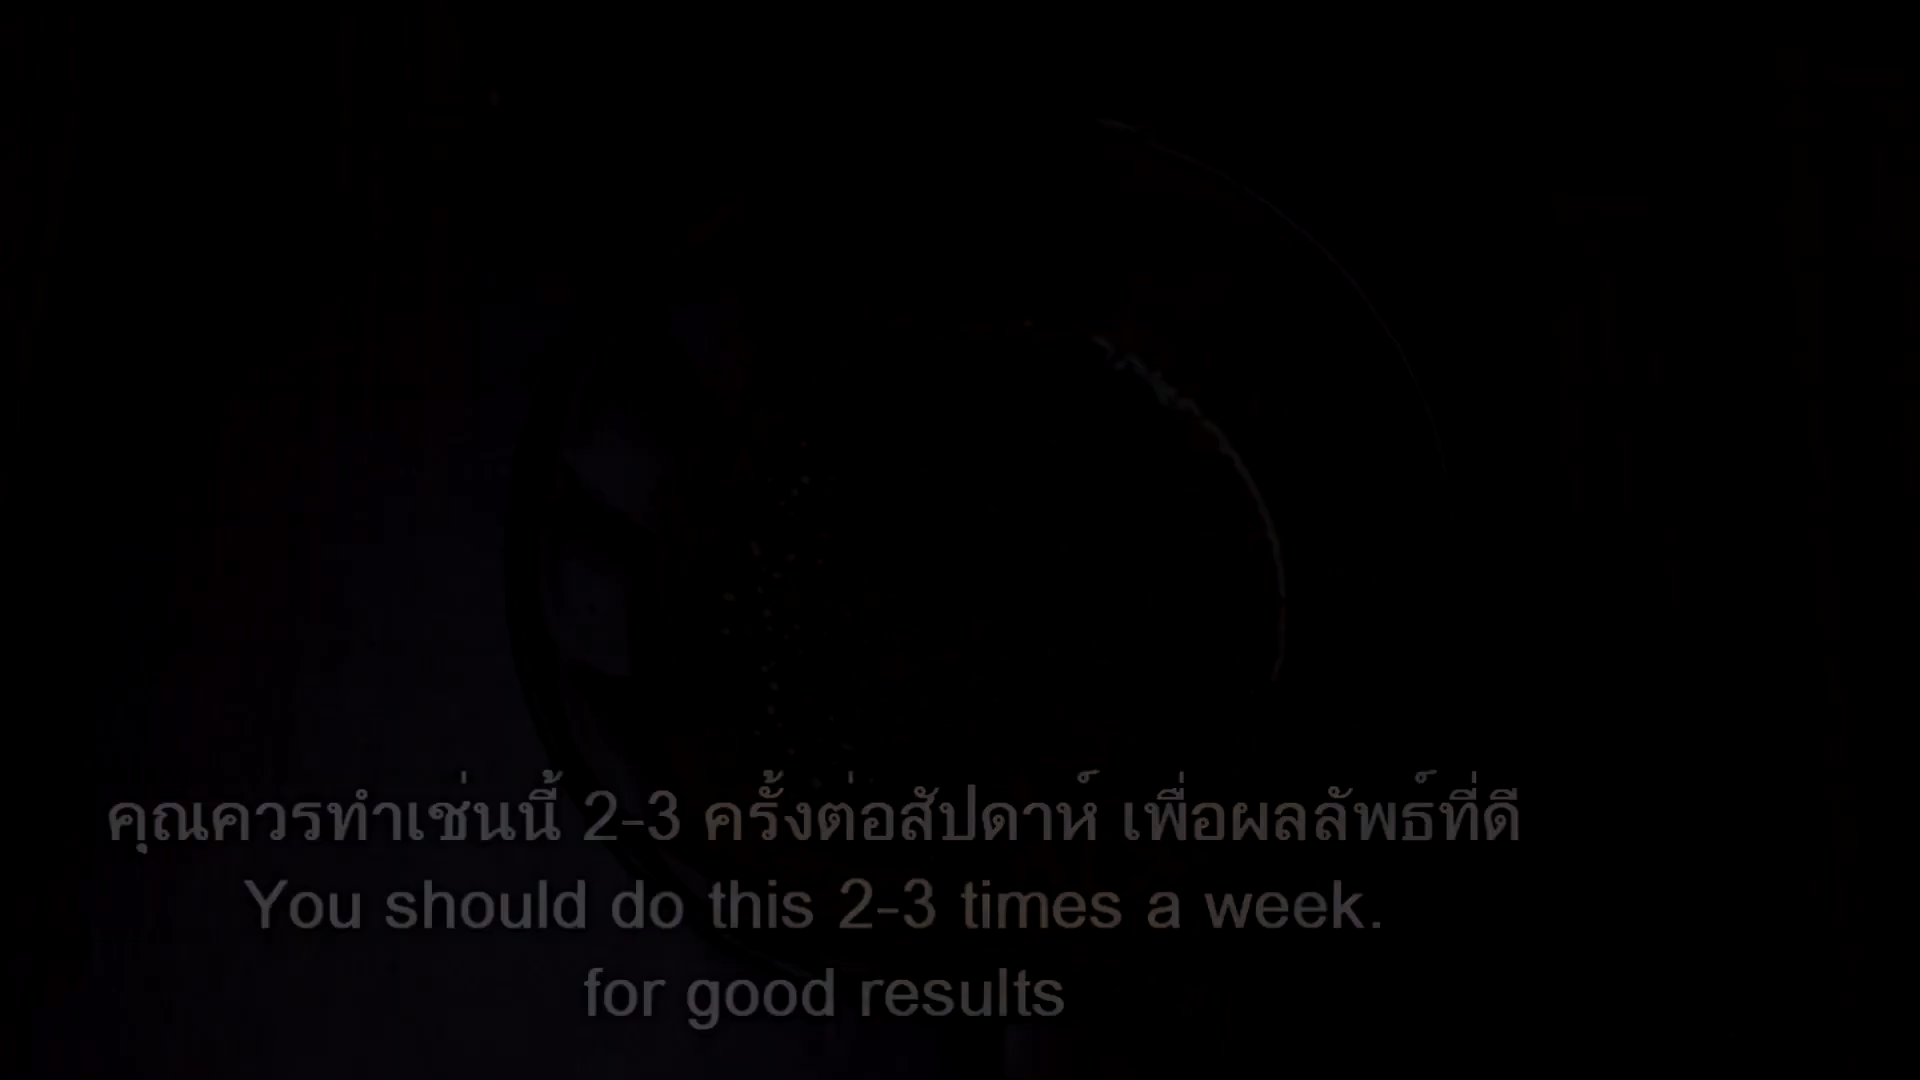 คุณควรทำเช่นนี้ 2-3 ครั้งต่อสัปดาห์ เพื่อผลลัพธ์ที่ดี
You should do this 2-3 times a week.
for good results